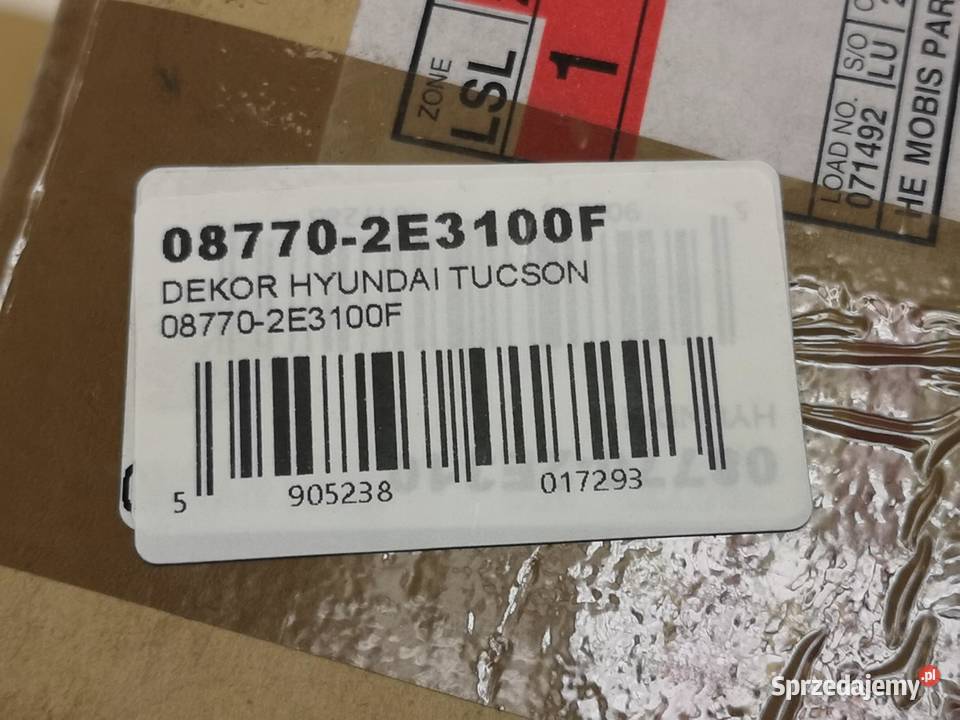 ZONE
LSL
1
LOAD NO. S/O
071492 LU
HE MOBIS PAR
08770-2E3100F
DEKOR HYUNDAI TUCSON
08770-2E3100F
5 905238 017293
Sprzedajemy.pl